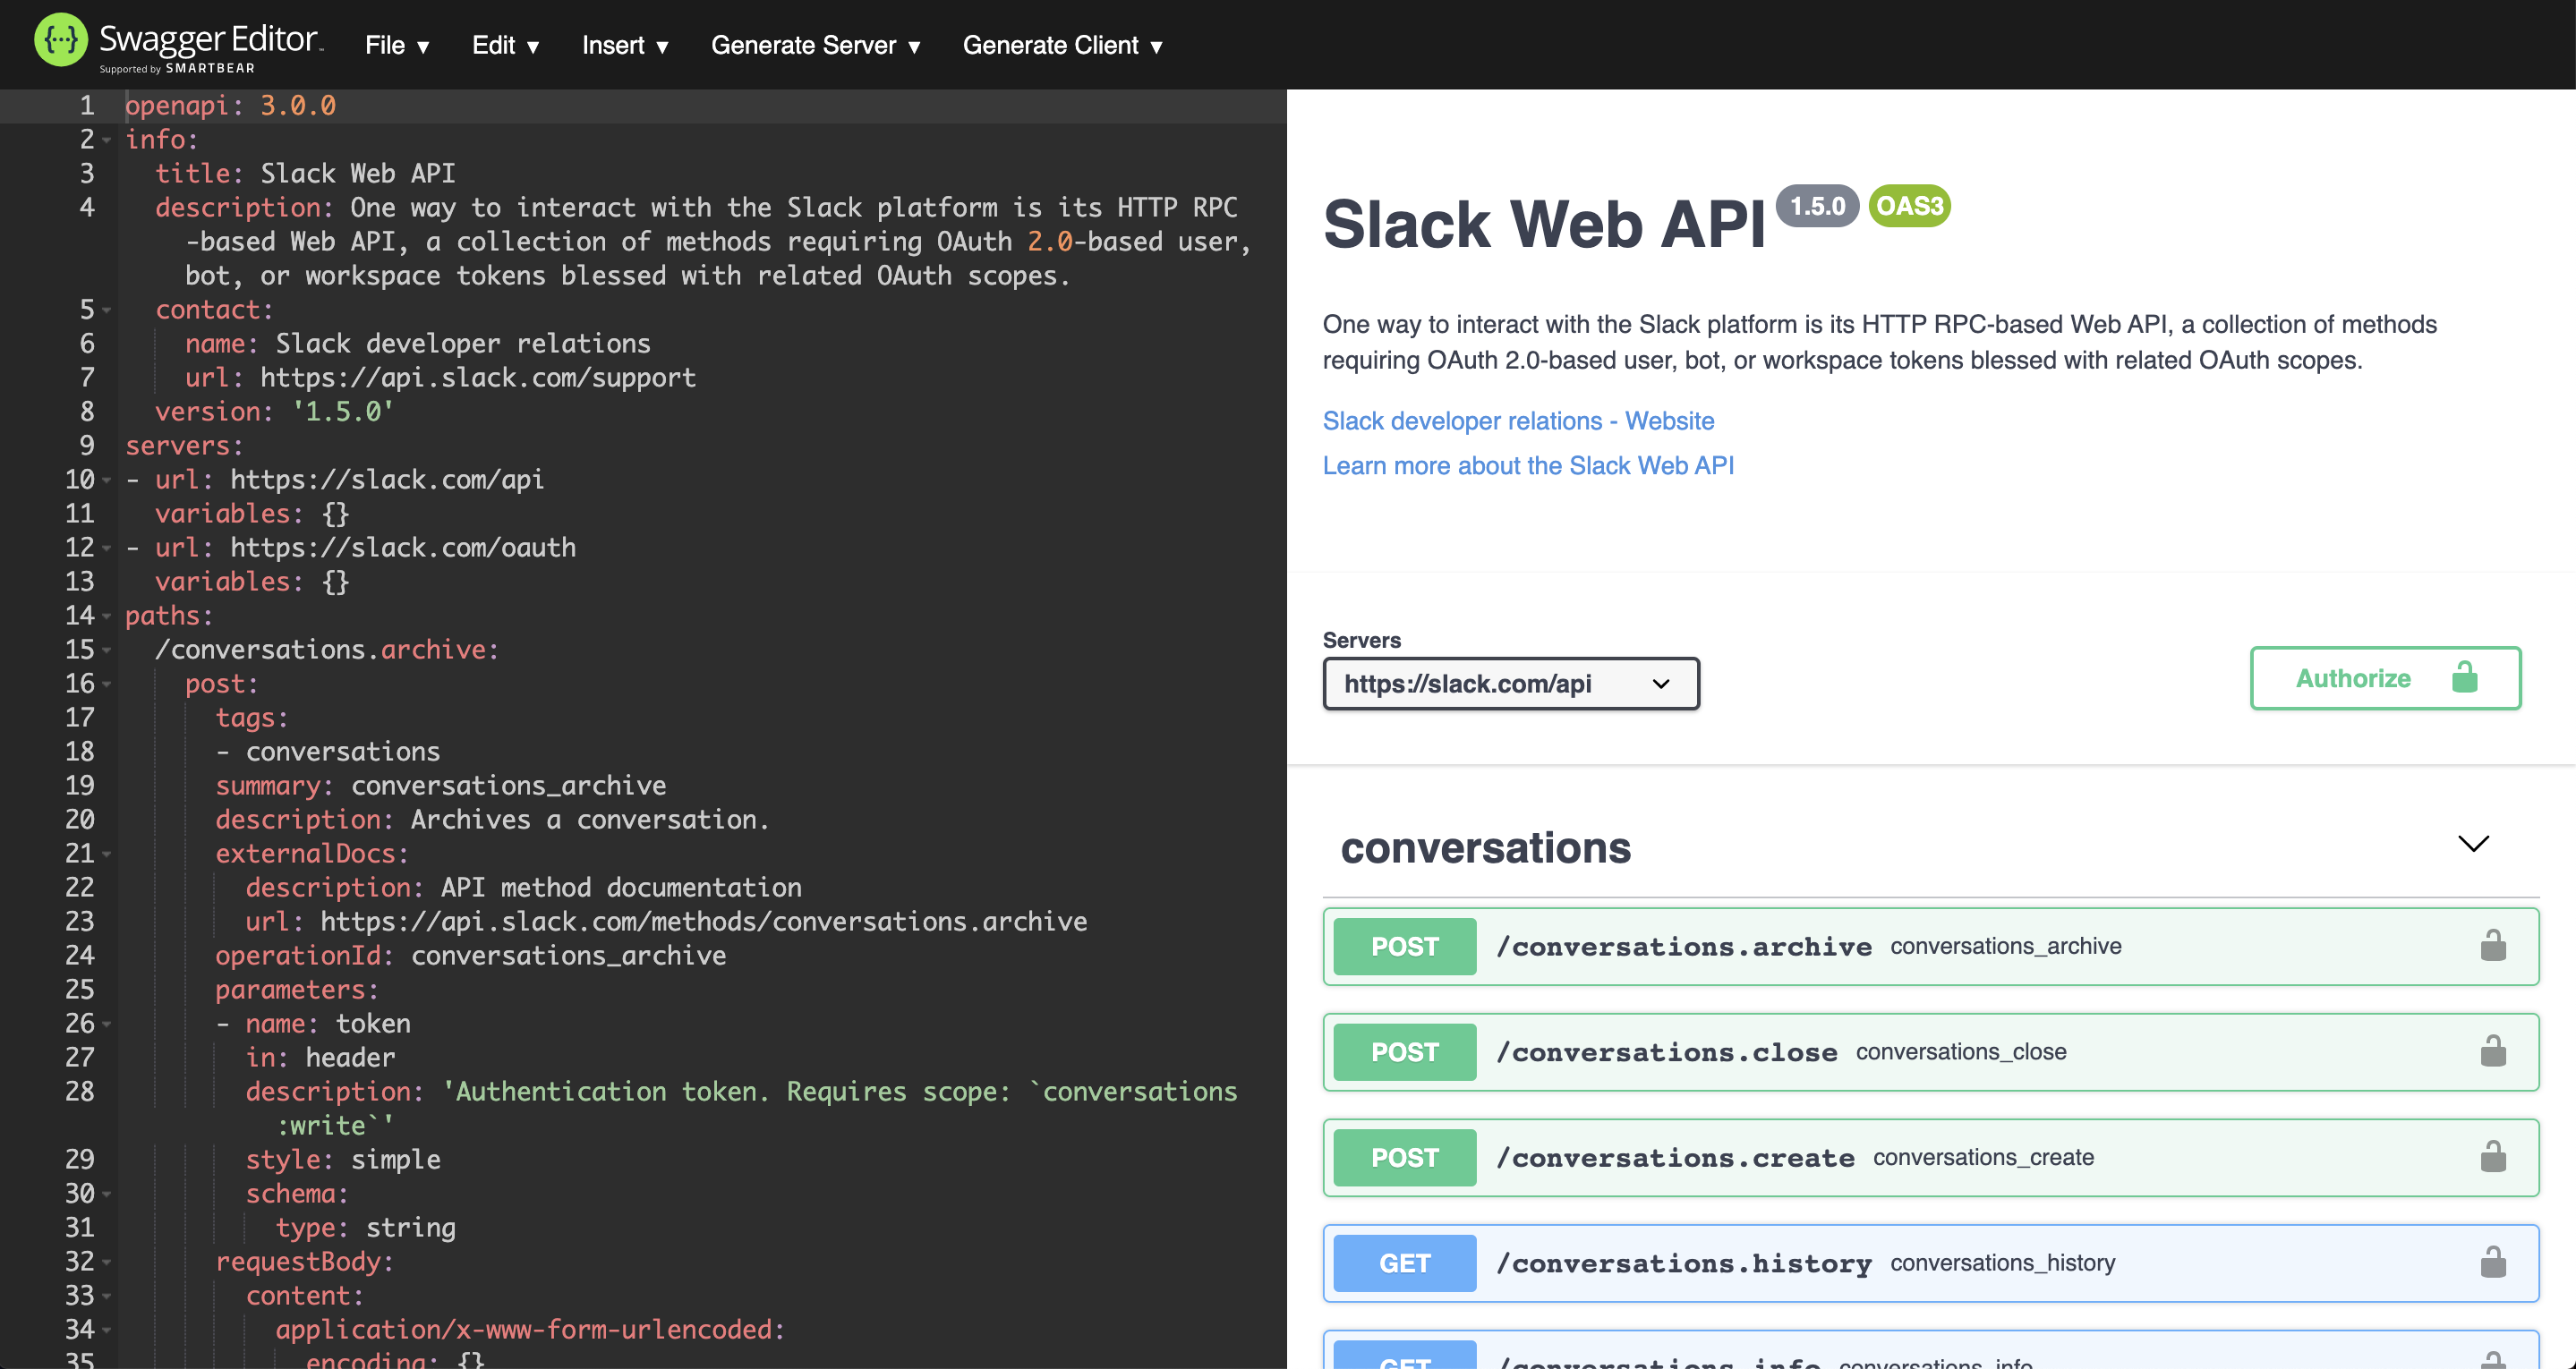 Swagger Editor
Supported by SMARTBEAR
File ▾ Edit ▾ Insert ▾ Generate Server ▾ Generate Client ▾
1 openapi: 3.0.0
2 info:
3 title: Slack Web API
4 description: One way to interact with the Slack platform is its HTTP RPC
-based Web API, a collection of methods requiring OAuth 2.0-based user,
bot, or workspace tokens blessed with related OAuth scopes.
5 contact:
6 name: Slack developer relations
7 url: https://api.slack.com/support
8 version: '1.5.0'
9 servers:
10 - url: https://slack.com/api
11 variables: {}
12 - url: https://slack.com/oauth
13 variables: {}
14 paths:
15 /conversations.archive:
16 post:
17 tags:
18 - conversations
19 summary: conversations_archive
20 description: Archives a conversation.
21 externalDocs:
22 description: API method documentation
23 url: https://api.slack.com/methods/conversations.archive
24 operationId: conversations_archive
25 parameters:
26 - name: token
27 in: header
28 description: 'Authentication token. Requires scope: `conversations
:write`'
29 style: simple
30 schema:
31 type: string
32 requestBody:
33 content:
34 application/x-www-form-urlencoded:
35 encoding: {}
Slack Web API 1.5.0 OAS3
One way to interact with the Slack platform is its HTTP RPC-based Web API, a collection of methods
requiring OAuth 2.0-based user, bot, or workspace tokens blessed with related OAuth scopes.
Slack developer relations - Website
Learn more about the Slack Web API
Servers
https://slack.com/api
Authorize
conversations
POST /conversations.archive conversations_archive
POST /conversations.close conversations_close
POST /conversations.create conversations_create
GET /conversations.history conversations_history
GET /conversations.info conversations_info